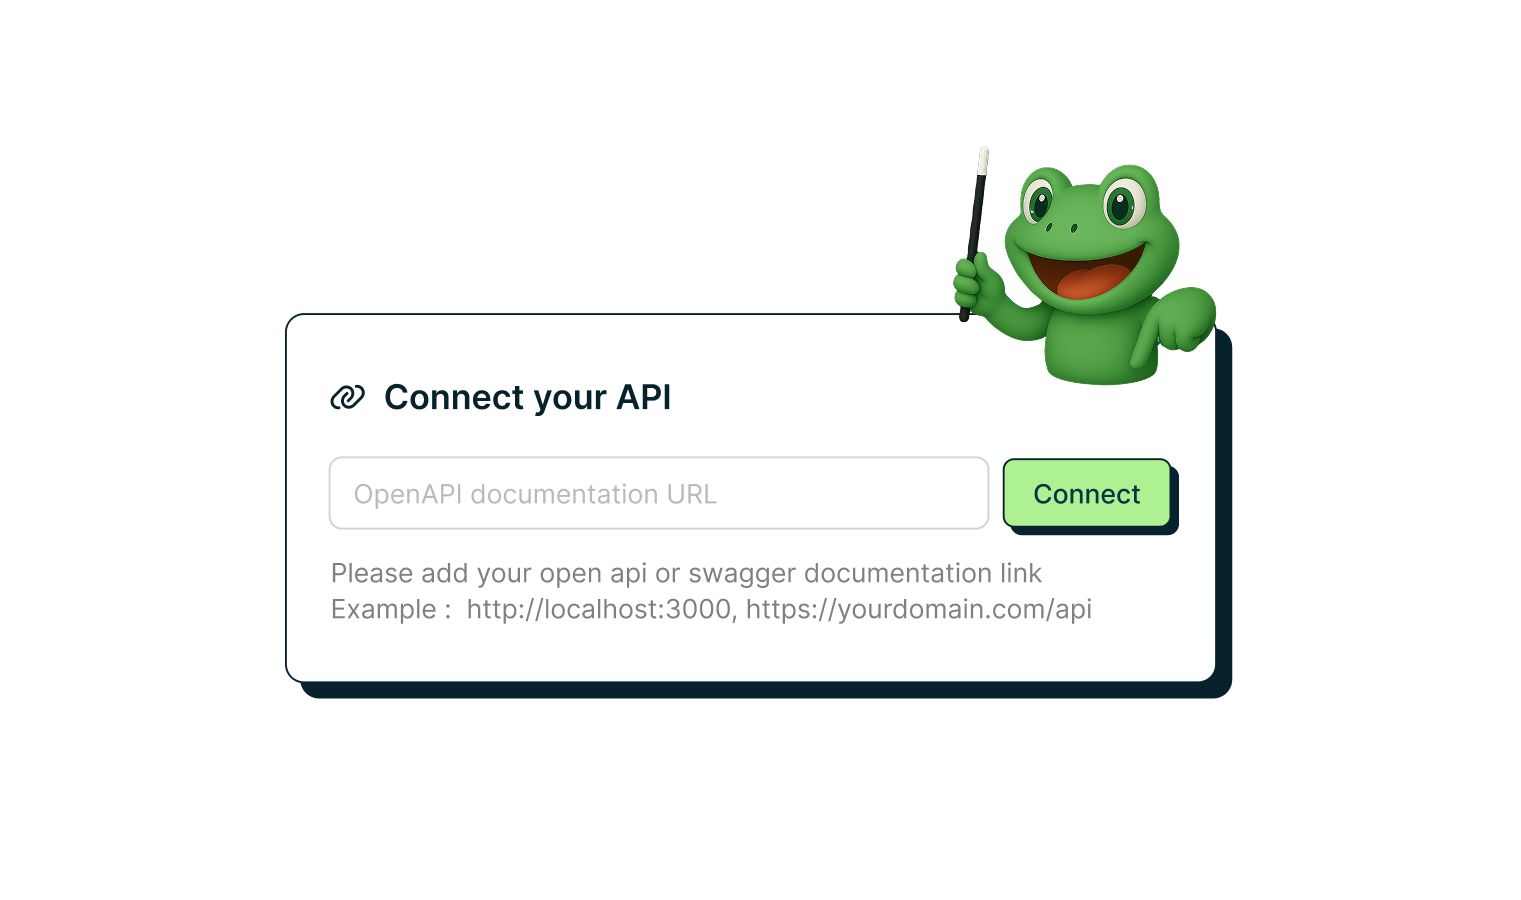 Connect your API
OpenAPI documentation URL
Connect
Please add your open api or swagger documentation link
Example :  http://localhost:3000, https://yourdomain.com/api